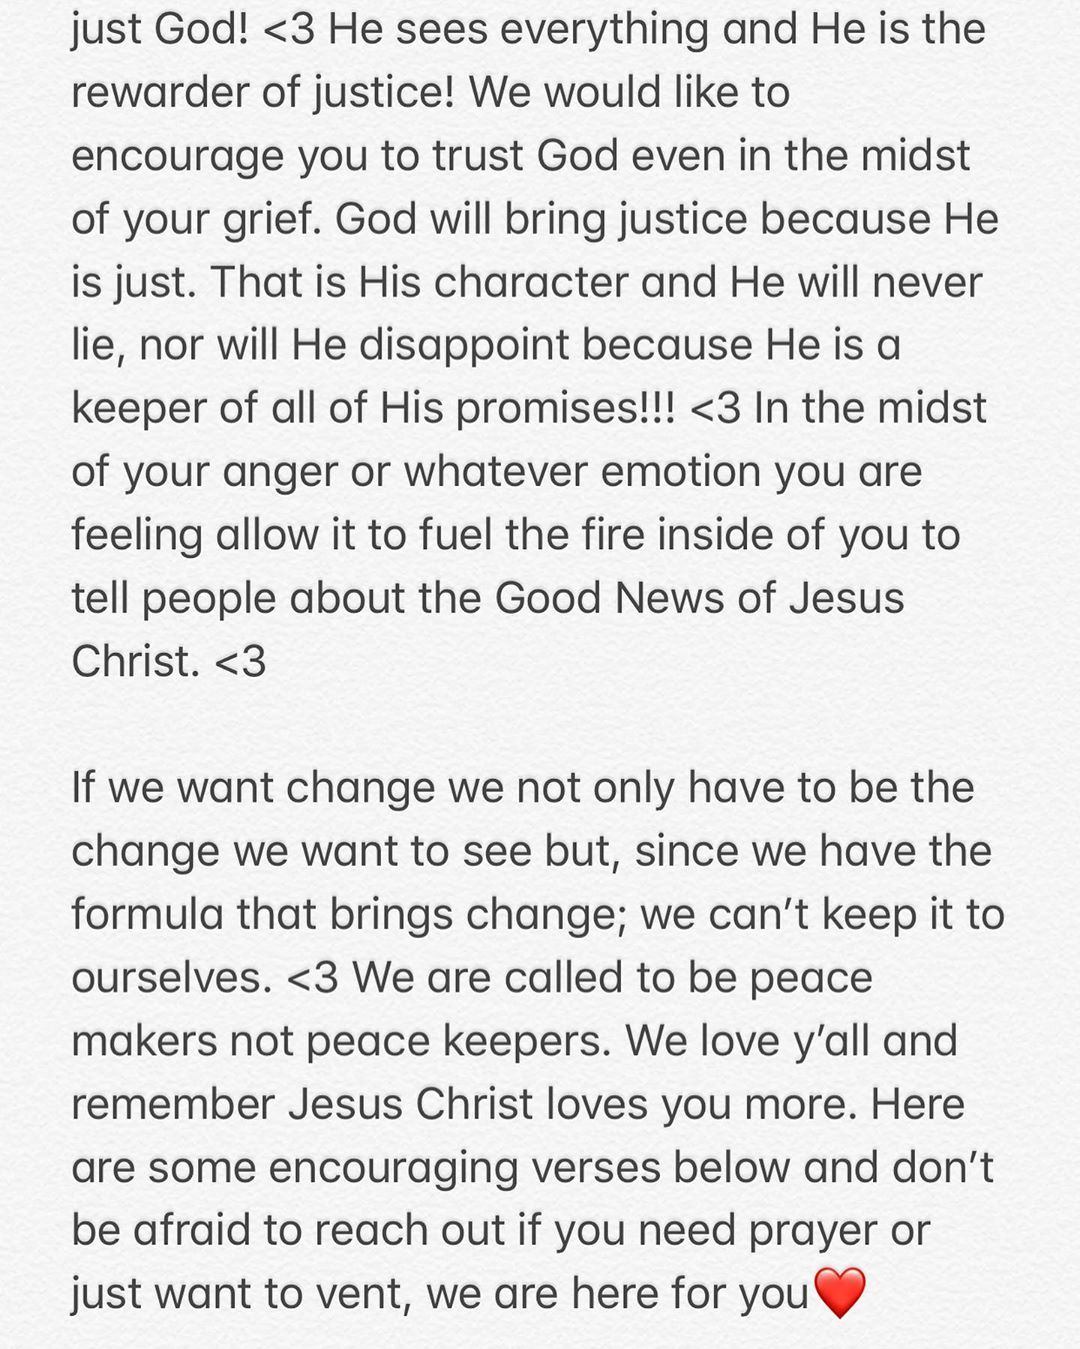 just God! <3 He sees everything and He is the
rewarder of justice! We would like to
encourage you to trust God even in the midst
of your grief. God will bring justice because He
is just. That is His character and He will never
lie, nor will He disappoint because He is a
keeper of all of His promises!!! <3 In the midst
of your anger or whatever emotion you are
feeling allow it to fuel the fire inside of you to
tell people about the Good News of Jesus
Christ. <3
If we want change we not only have to be the
change we want to see but, since we have the
formula that brings change; we can’t keep it to
ourselves. <3 We are called to be peace
makers not peace keepers. We love y’all and
remember Jesus Christ loves you more. Here
are some encouraging verses below and don’t
be afraid to reach out if you need prayer or
just want to vent, we are here for you❤️